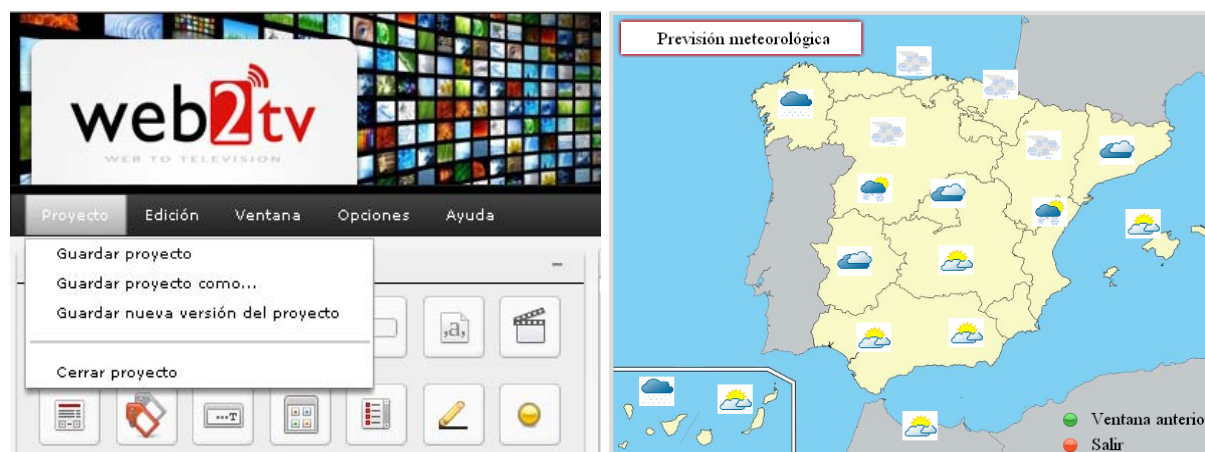 web2tv
WEB TO TELEVISION
Proyecto Edición Ventana Opciones Ayuda
Guardar proyecto
Guardar proyecto como...
Guardar nueva versión del proyecto
Cerrar proyecto
,a,
...T
Previsión meteorológica
Ventana anterio
Salir